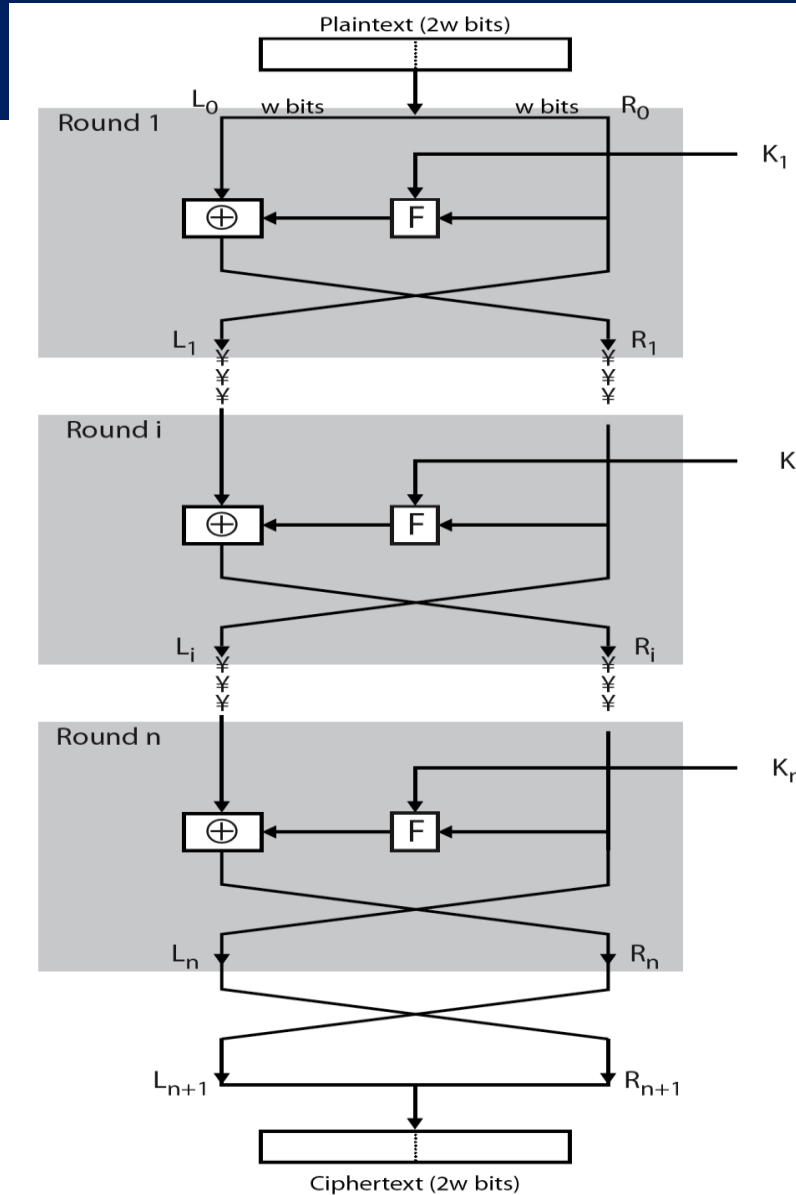 Plaintext (2w bits)
L0 w bits w bits R0
Round 1
K1
⊕ F
L1 R1
¥ ¥
¥ ¥
¥ ¥
Round i
K
⊕ F
Li Ri
¥ ¥
¥ ¥
¥ ¥
Round n
Kn
⊕ F
Ln Rn
Ln+1 Rn+1
Ciphertext (2w bits)